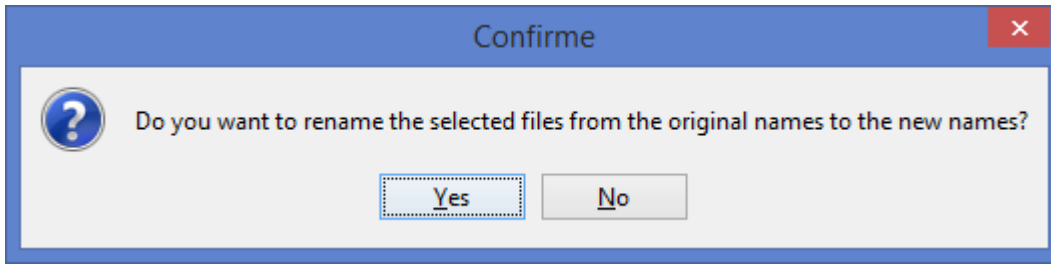 Confirme
Do you want to rename the selected files from the original names to the new names?
Yes
No